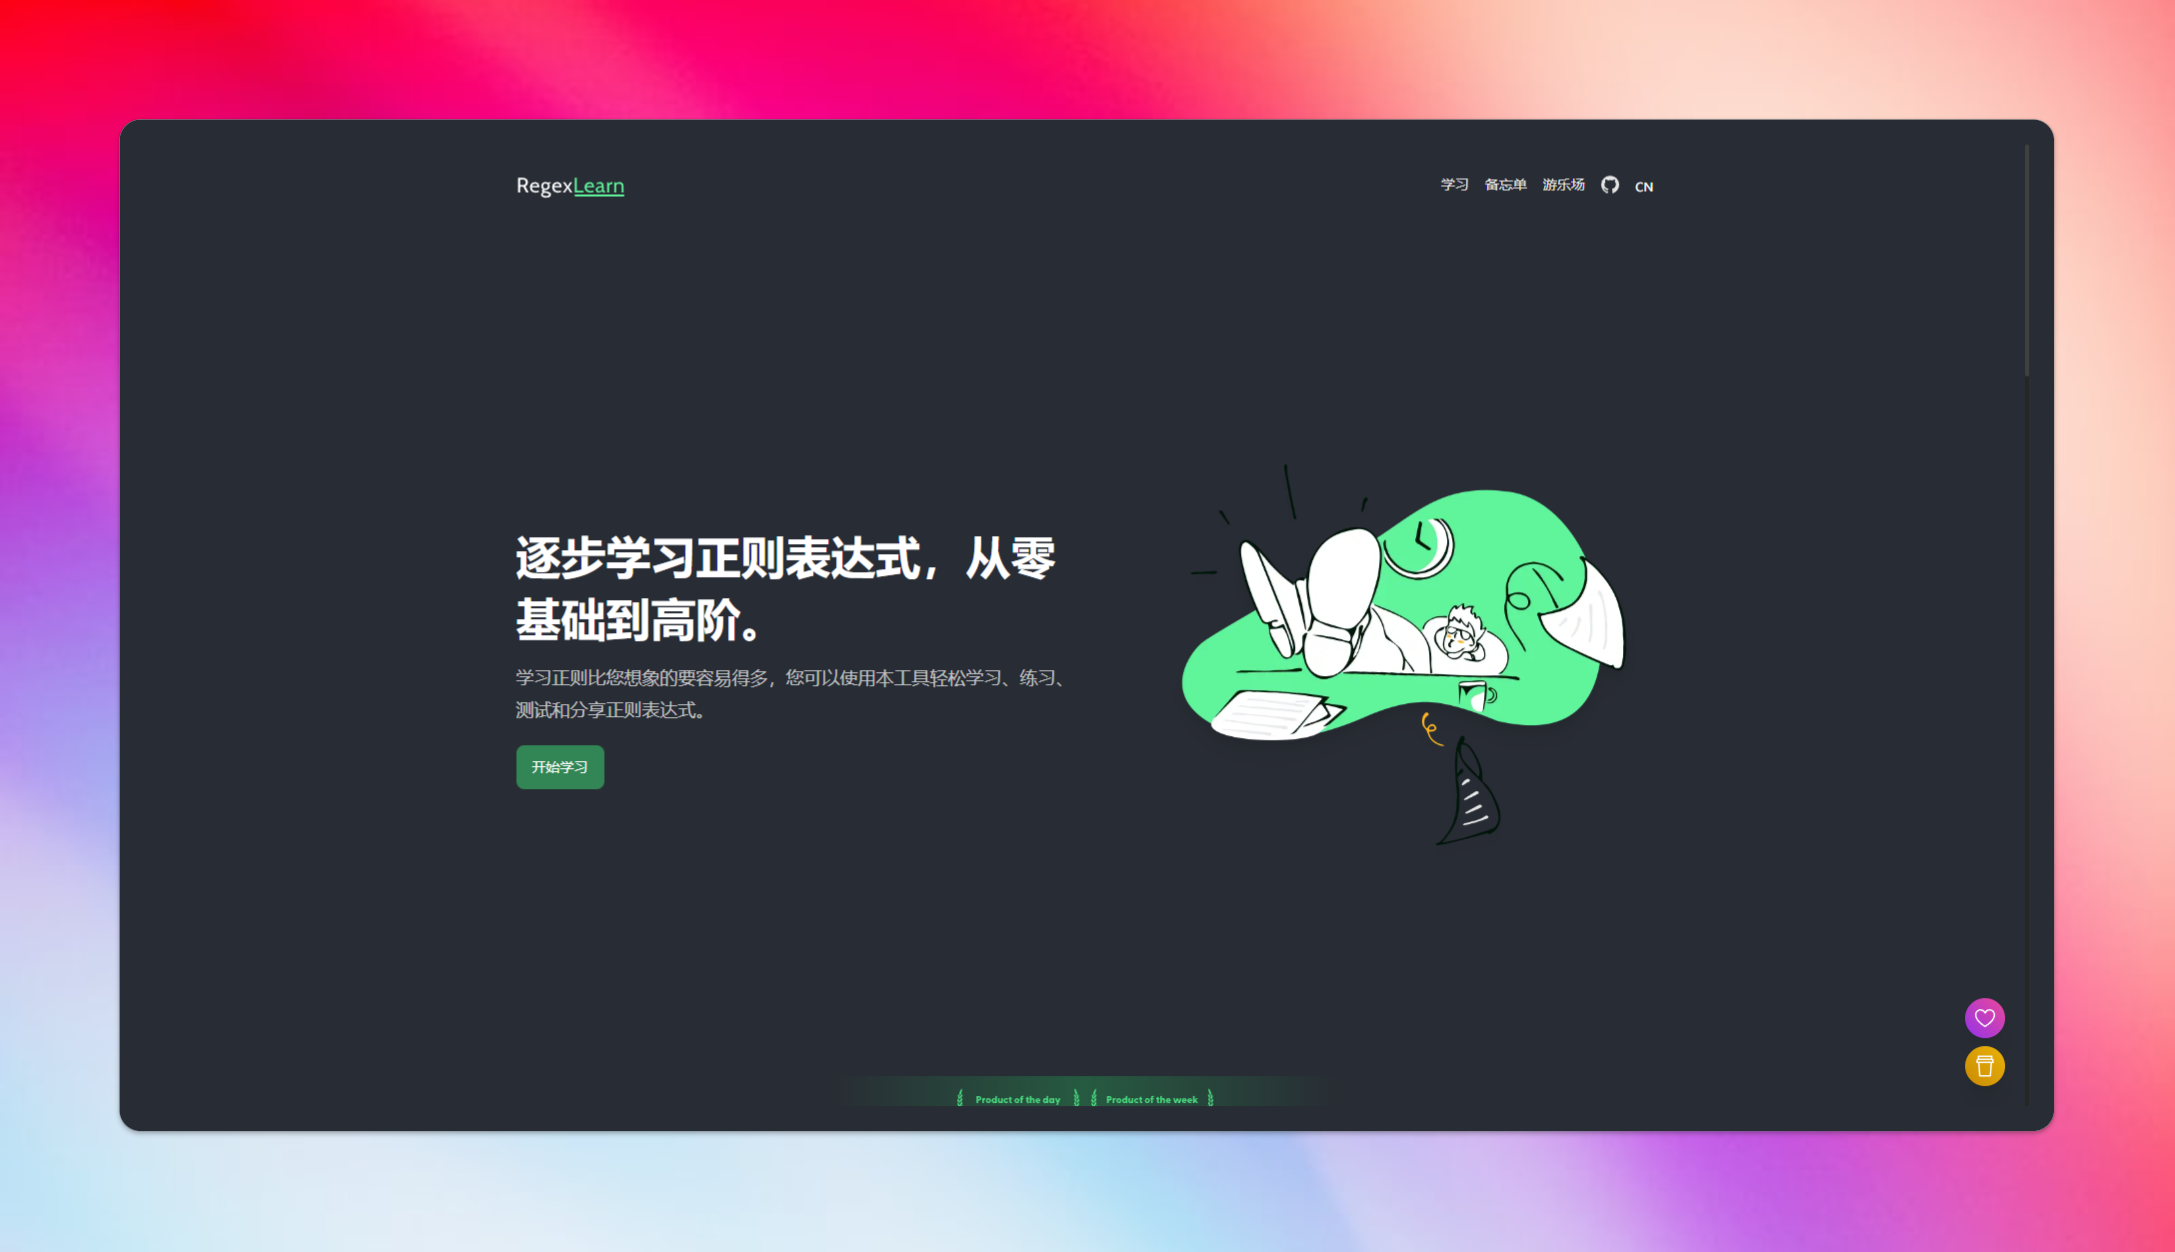 RegexLearn
学习 备忘单 游乐场 CN
逐步学习正则表达式，从零
基础到高阶。
学习正则比您想象的要容易得多，您可以使用本工具轻松学习、练习、
测试和分享正则表达式。
开始学习
Product of the day Product of the week